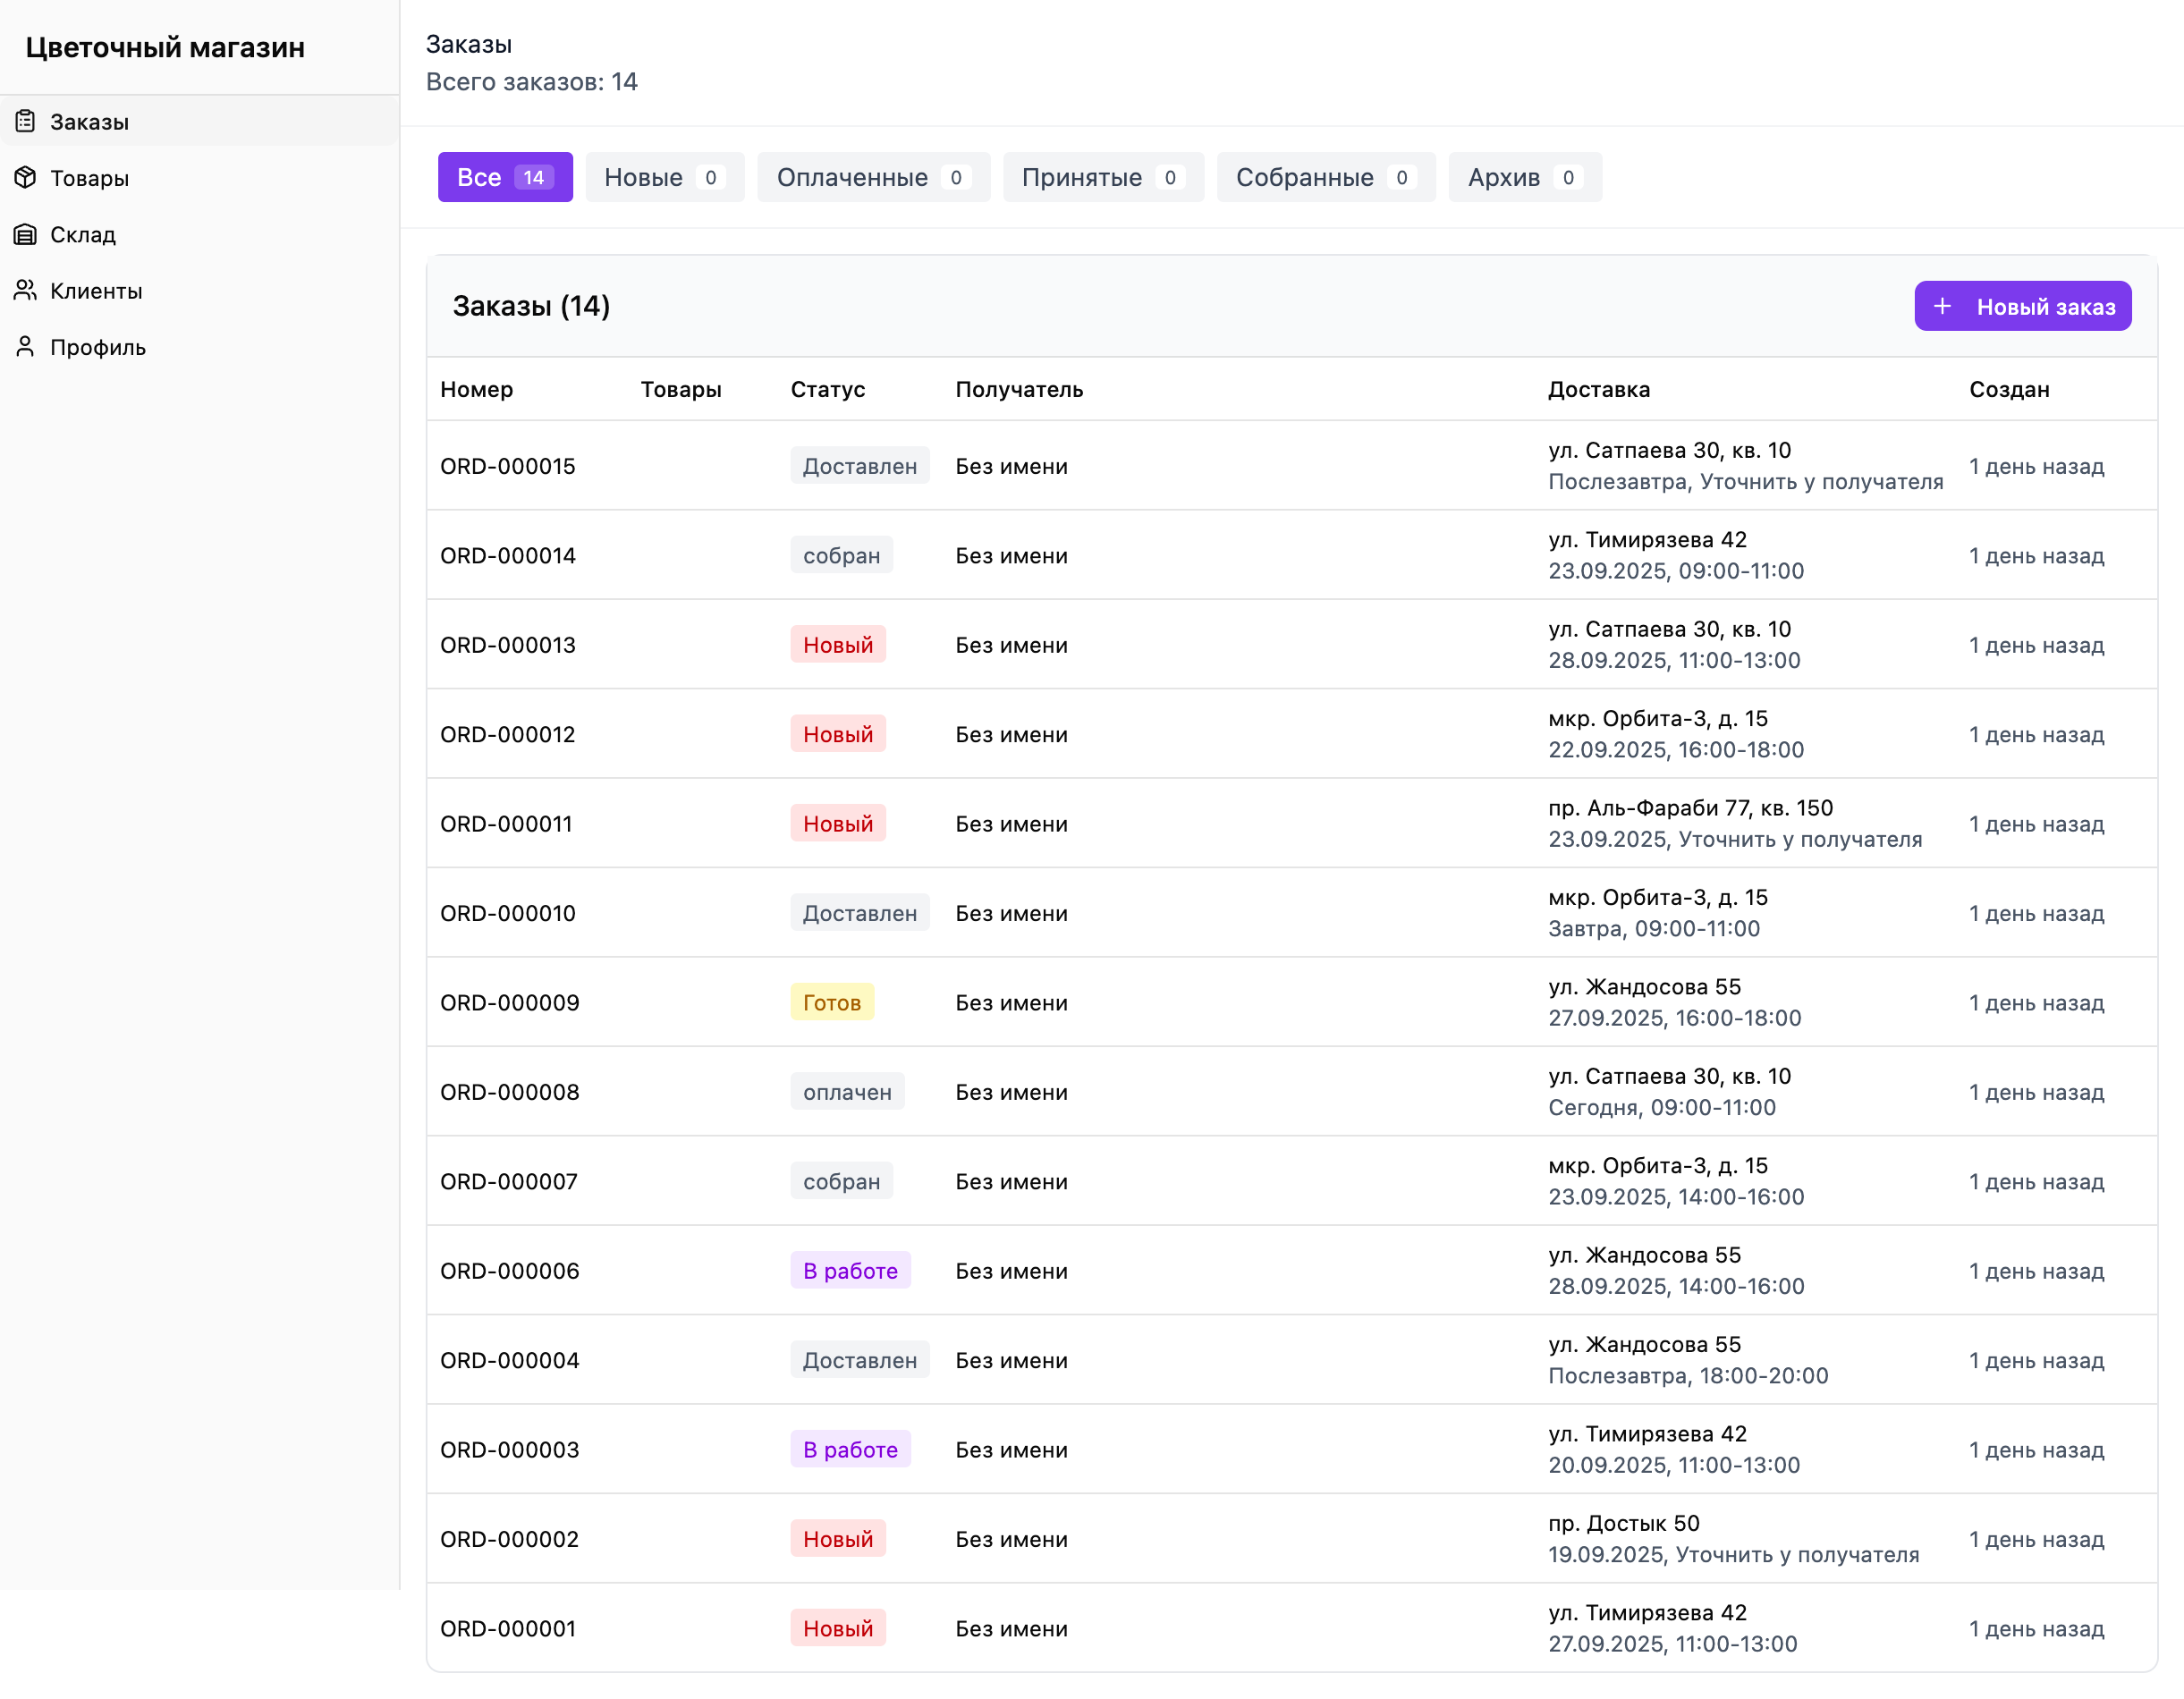 Цветочный магазин
Заказы
Товары
Склад
Клиенты
Профиль
Заказы
Всего заказов: 14
Все 14 Новые 0 Оплаченные 0 Принятые 0 Собранные 0 Архив 0
Заказы (14) + Новый заказ
Номер Товары Статус Получатель Доставка Создан
ORD-000015 Доставлен Без имени ул. Сатпаева 30, кв. 10 1 день назад
Послезавтра, Уточнить у получателя
ORD-000014 собран Без имени ул. Тимирязева 42 1 день назад
23.09.2025, 09:00-11:00
ORD-000013 Новый Без имени ул. Сатпаева 30, кв. 10 1 день назад
28.09.2025, 11:00-13:00
ORD-000012 Новый Без имени мкр. Орбита-3, д. 15 1 день назад
22.09.2025, 16:00-18:00
ORD-000011 Новый Без имени пр. Аль-Фараби 77, кв. 150 1 день назад
23.09.2025, Уточнить у получателя
ORD-000010 Доставлен Без имени мкр. Орбита-3, д. 15 1 день назад
Завтра, 09:00-11:00
ORD-000009 Готов Без имени ул. Жандосова 55 1 день назад
27.09.2025, 16:00-18:00
ORD-000008 оплачен Без имени ул. Сатпаева 30, кв. 10 1 день назад
Сегодня, 09:00-11:00
ORD-000007 собран Без имени мкр. Орбита-3, д. 15 1 день назад
23.09.2025, 14:00-16:00
ORD-000006 В работе Без имени ул. Жандосова 55 1 день назад
28.09.2025, 14:00-16:00
ORD-000004 Доставлен Без имени ул. Жандосова 55 1 день назад
Послезавтра, 18:00-20:00
ORD-000003 В работе Без имени ул. Тимирязева 42 1 день назад
20.09.2025, 11:00-13:00
ORD-000002 Новый Без имени пр. Достык 50 1 день назад
19.09.2025, Уточнить у получателя
ORD-000001 Новый Без имени ул. Тимирязева 42 1 день назад
27.09.2025, 11:00-13:00